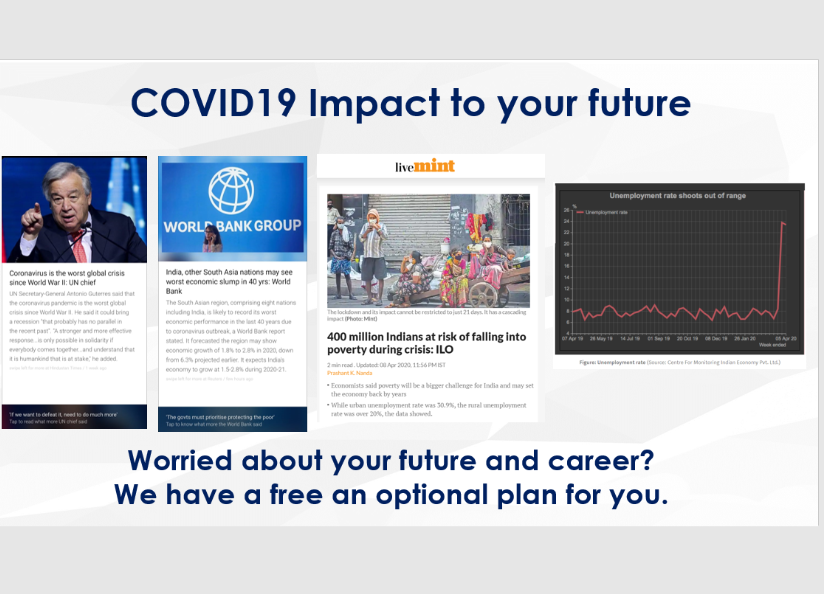 COVID19 Impact to your future
Coronavirus is the worst global crisis
since World War II: UN chief
UN Secretary-General Antonio Guterres said that
the coronavirus pandemic is the worst global
crisis since World War II. He said it could bring
a recession "that probably has no parallel in
the recent past". "A stronger and more effective
response...is only possible in solidarity if
everybody comes together...and understand that
it is humankind that is at stake," he added.
'If we want to defeat it, need to do much more'
Tap to read what more UN chief said
WORLD BANK GROUP
India, other South Asia nations may see
worst economic slump in 40 yrs: World
Bank
The South Asian region, comprising eight nations
including India, is likely to record its worst
economic performance in the last 40 years due
to coronavirus outbreak, a World Bank report
stated. It forecasted the region may show
economic growth of 1.8% to 2.8% in 2020, down
from 6.3% projected earlier. It expects India's
economy to grow at 1.5-2.8% during 2020-21.
'The govts must prioritise protecting the poor'
Tap to know what more the World Bank said
livemint
The lockdown and its impact cannot be restricted to just 21 days. It has a cascading
impact (Photo: Mint)
400 million Indians at risk of falling into
poverty during crisis: ILO
2 min read . Updated: 08 Apr 2020, 11:56 PM IST
Prashant K. Nanda
• Economists said poverty will be a bigger challenge for India and may set
the economy back by years
• While urban unemployment rate was 30.9%, the rural unemployment
rate was over 20%, the data showed.
Unemployment rate shoots out of range
%
Unemployment rate
26
24
22
20
18
16
14
12
10
8
6
4
07 Apr 19 26 May 19 14 Jul 19 01 Sep 19 20 Oct 19 08 Dec 19 26 Jan 20 05 Apr 20
Week ended
Figure: Unemployment rate (Source: Centre For Monitoring Indian Economy Pvt. Ltd.)
Worried about your future and career?
We have a free an optional plan for you.